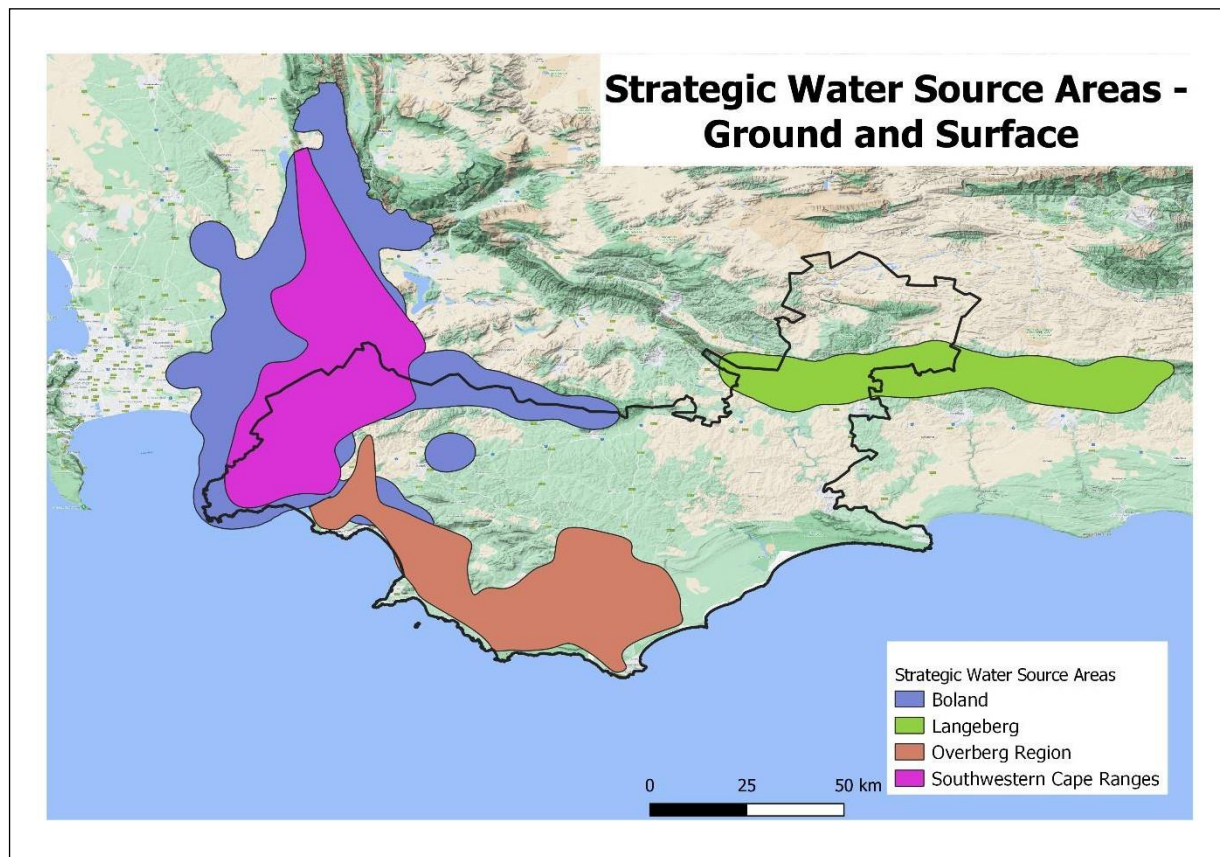 Strategic Water Source Areas -
Ground and Surface
Strategic Water Source Areas
Boland
Langeberg
Overberg Region
Southwestern Cape Ranges
0 25 50 km